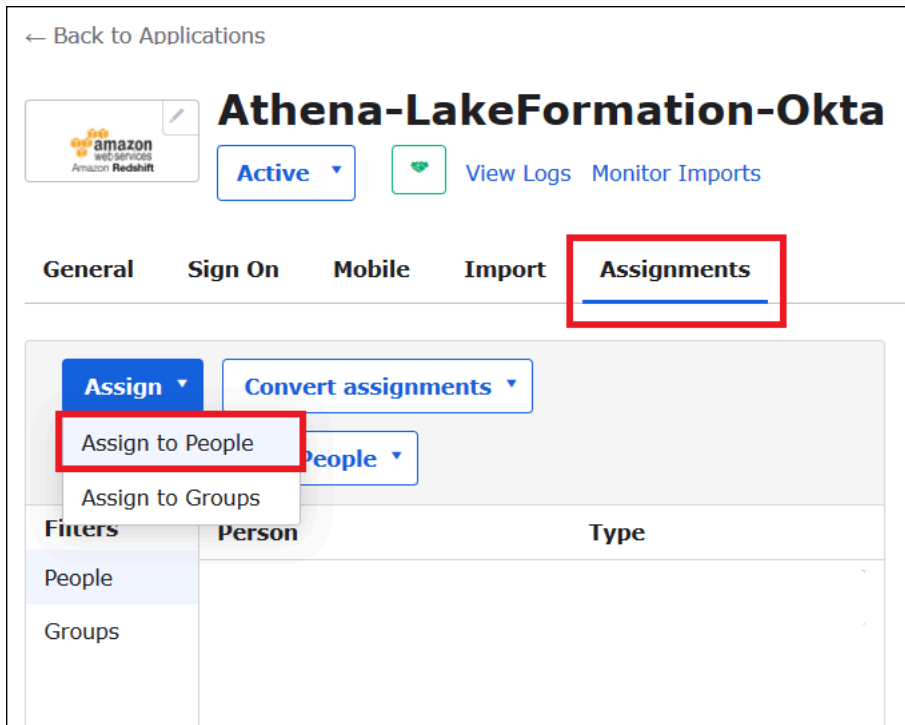 ← Back to Applications
Athena-LakeFormation-Okta
amazon
webservices
Amazon Redshift
Active View Logs Monitor Imports
General Sign On Mobile Import Assignments
Assign Convert assignments
Assign to People
People
Assign to Groups
Filters Person Type
People
Groups